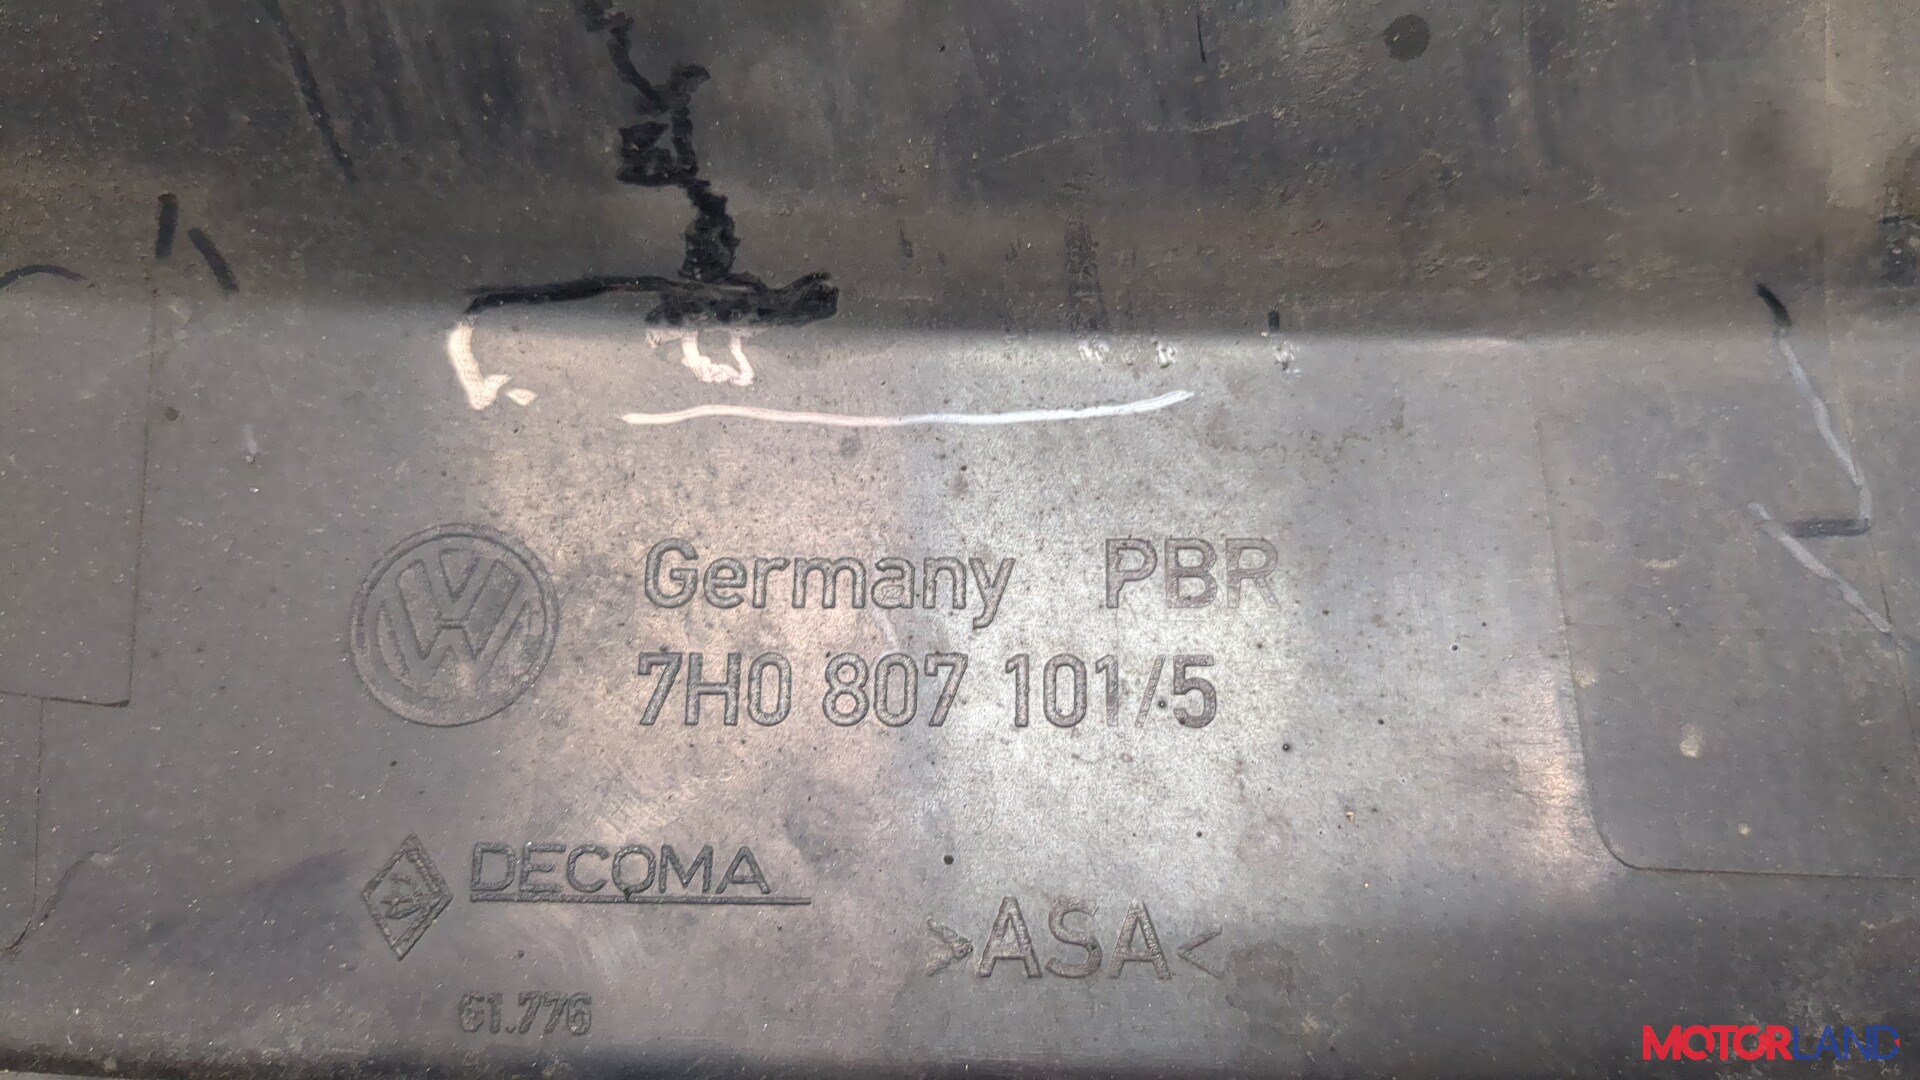 Germany PBR
7H0 807 101/5
DECOMA
>ASA<
61.776
MOTORLAND